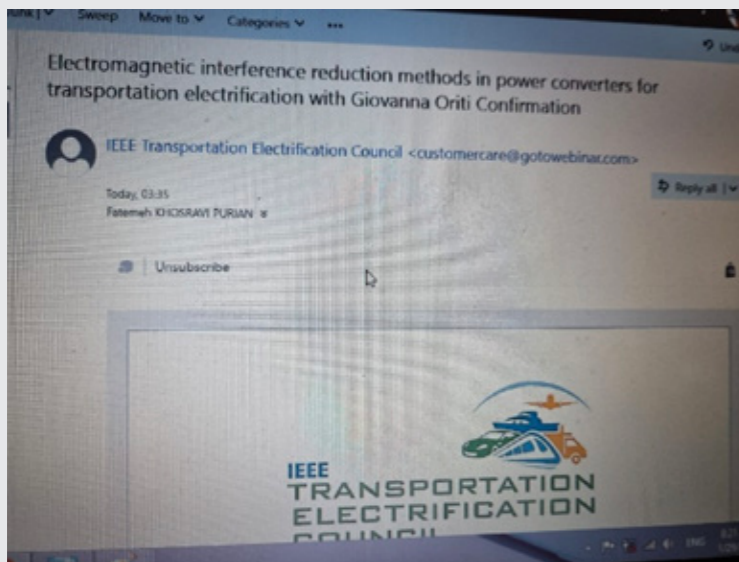 Sweep Move to Categories
Electromagnetic interference reduction methods in power converters for
transportation electrification with Giovanna Oriti Confirmation
IEEE Transportation Electrification Council <customercare@gotowebinar.com>
Reply all
Today, 03:35
Fatemeh KHOSRAVI PURIAN
Unsubscribe
IEEE
TRANSPORTATION
ELECTRIFICATION
COUNCIL
ENG